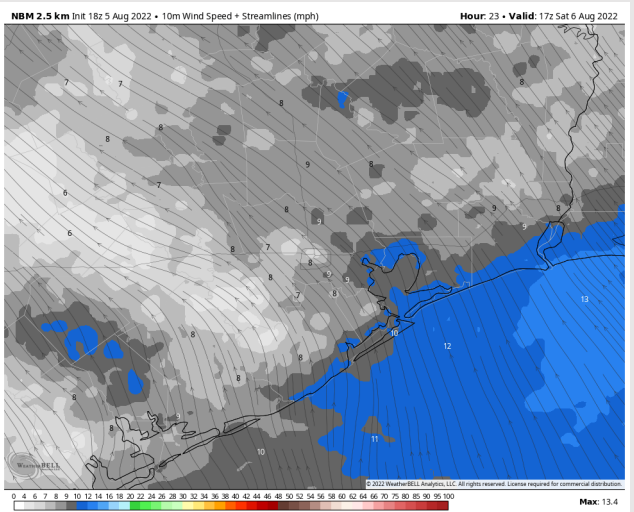 NBM 2.5 km Init 18z 5 Aug 2022 • 10m Wind Speed + Streamlines (mph) Hour: 23 • Valid: 17z Sat 6 Aug 2022
7 7 8
8
8
8
9 8
7
6
8 9 8
9 9
6
8 7
8
8 9 9
7 8
13
8 10
12
8
8
8
9
8
11
10
WEATHERBELL
© 2022 WeatherBELL Analytics, LLC. All rights reserved. License required for commercial distribution.
0 4 6 7 8 9 10 12 14 16 18 20 22 24 26 28 30 32 34 36 38 40 42 44 46 48 50 52 54 56 58 60 62 64 66 68 70 75 80 85 90 95 100
Max: 13.4